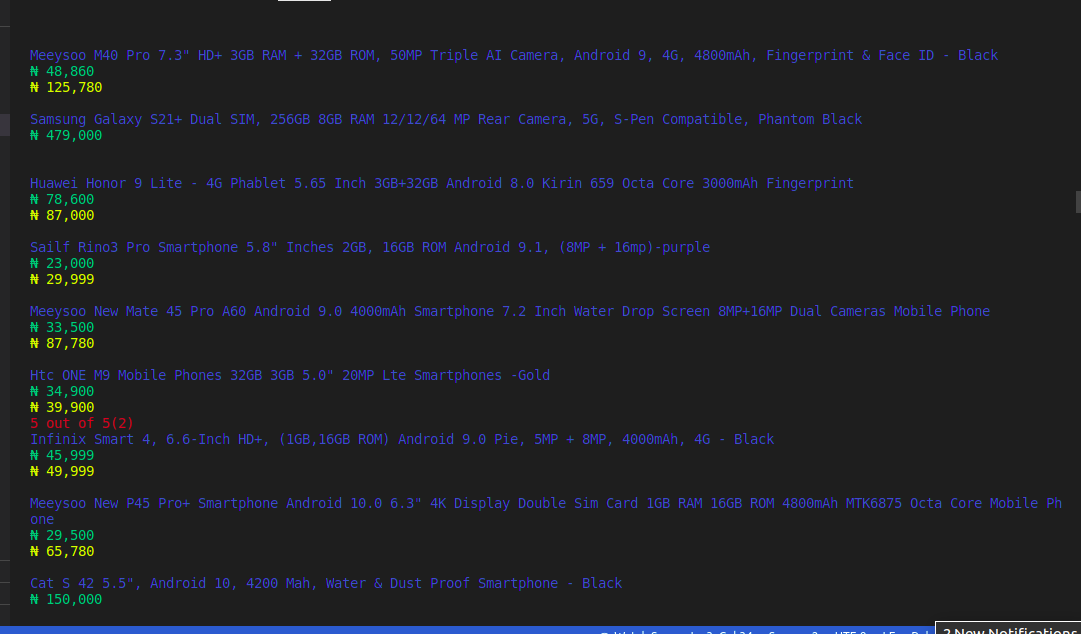 Meeysoo M40 Pro 7.3" HD+ 3GB RAM + 32GB ROM, 50MP Triple AI Camera, Android 9, 4G, 4800mAh, Fingerprint & Face ID - Black
₦ 48,860
₦ 125,780
Samsung Galaxy S21+ Dual SIM, 256GB 8GB RAM 12/12/64 MP Rear Camera, 5G, S-Pen Compatible, Phantom Black
₦ 479,000
Huawei Honor 9 Lite - 4G Phablet 5.65 Inch 3GB+32GB Android 8.0 Kirin 659 Octa Core 3000mAh Fingerprint
₦ 78,600
₦ 87,000
Sailf Rino3 Pro Smartphone 5.8" Inches 2GB, 16GB ROM Android 9.1, (8MP + 16mp)-purple
₦ 23,000
₦ 29,999
Meeysoo New Mate 45 Pro A60 Android 9.0 4000mAh Smartphone 7.2 Inch Water Drop Screen 8MP+16MP Dual Cameras Mobile Phone
₦ 33,500
₦ 87,780
Htc ONE M9 Mobile Phones 32GB 3GB 5.0" 20MP Lte Smartphones -Gold
₦ 34,900
₦ 39,900
5 out of 5(2)
Infinix Smart 4, 6.6-Inch HD+, (1GB,16GB ROM) Android 9.0 Pie, 5MP + 8MP, 4000mAh, 4G - Black
₦ 45,999
₦ 49,999
Meeysoo New P45 Pro+ Smartphone Android 10.0 6.3" 4K Display Double Sim Card 1GB RAM 16GB ROM 4800mAh MTK6875 Octa Core Mobile Ph
one
₦ 29,500
₦ 65,780
Cat S 42 5.5", Android 10, 4200 Mah, Water & Dust Proof Smartphone - Black
₦ 150,000
2 New Notifications